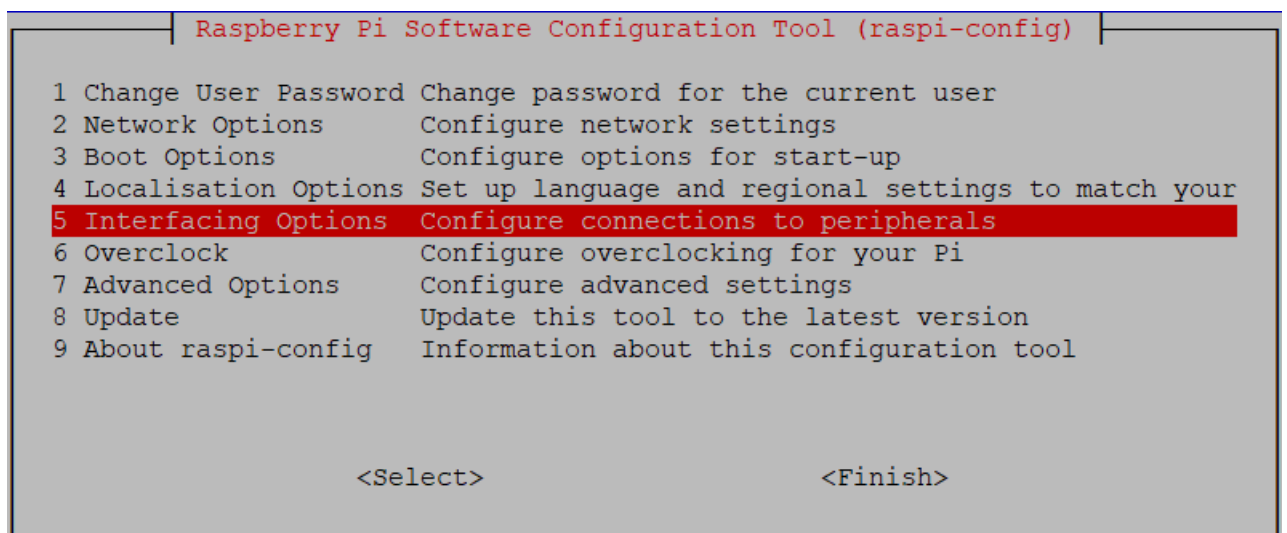 Raspberry Pi Software Configuration Tool (raspi-config)
1 Change User Password Change password for the current user
2 Network Options Configure network settings
3 Boot Options Configure options for start-up
4 Localisation Options Set up language and regional settings to match your
5 Interfacing Options Configure connections to peripherals
6 Overclock Configure overclocking for your Pi
7 Advanced Options Configure advanced settings
8 Update Update this tool to the latest version
9 About raspi-config Information about this configuration tool
<Select> <Finish>